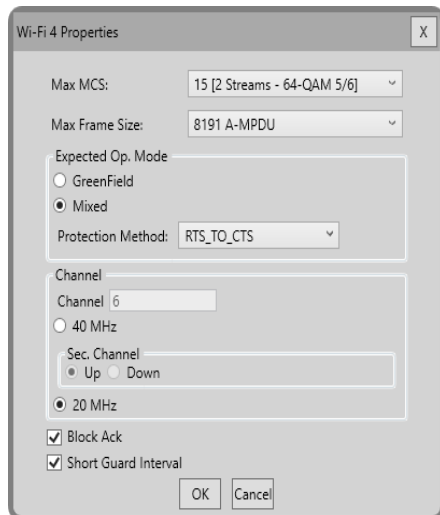 Wi-Fi 4 Properties X
Max MCS: 15 [2 Streams - 64-QAM 5/6]
Max Frame Size: 8191 A-MPDU
Expected Op. Mode
GreenField
Mixed
Protection Method: RTS_TO_CTS
Channel
Channel 6
40 MHz
Sec. Channel
Up Down
20 MHz
Block Ack
Short Guard Interval
OK Cancel